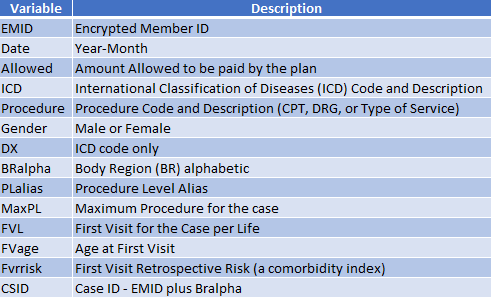 Variable Description
EMID Encrypted Member ID
Date Year-Month
Allowed Amount Allowed to be paid by the plan
ICD International Classification of Diseases (ICD) Code and Description
Procedure Procedure Code and Description (CPT, DRG, or Type of Service)
Gender Male or Female
DX ICD code only
BRalpha Body Region (BR) alphabetic
PLalias Procedure Level Alias
MaxPL Maximum Procedure for the case
FVL First Visit for the Case per Life
FVage Age at First Visit
Fvrrisk First Visit Retrospective Risk (a comorbidity index)
CSID Case ID - EMID plus Bralpha